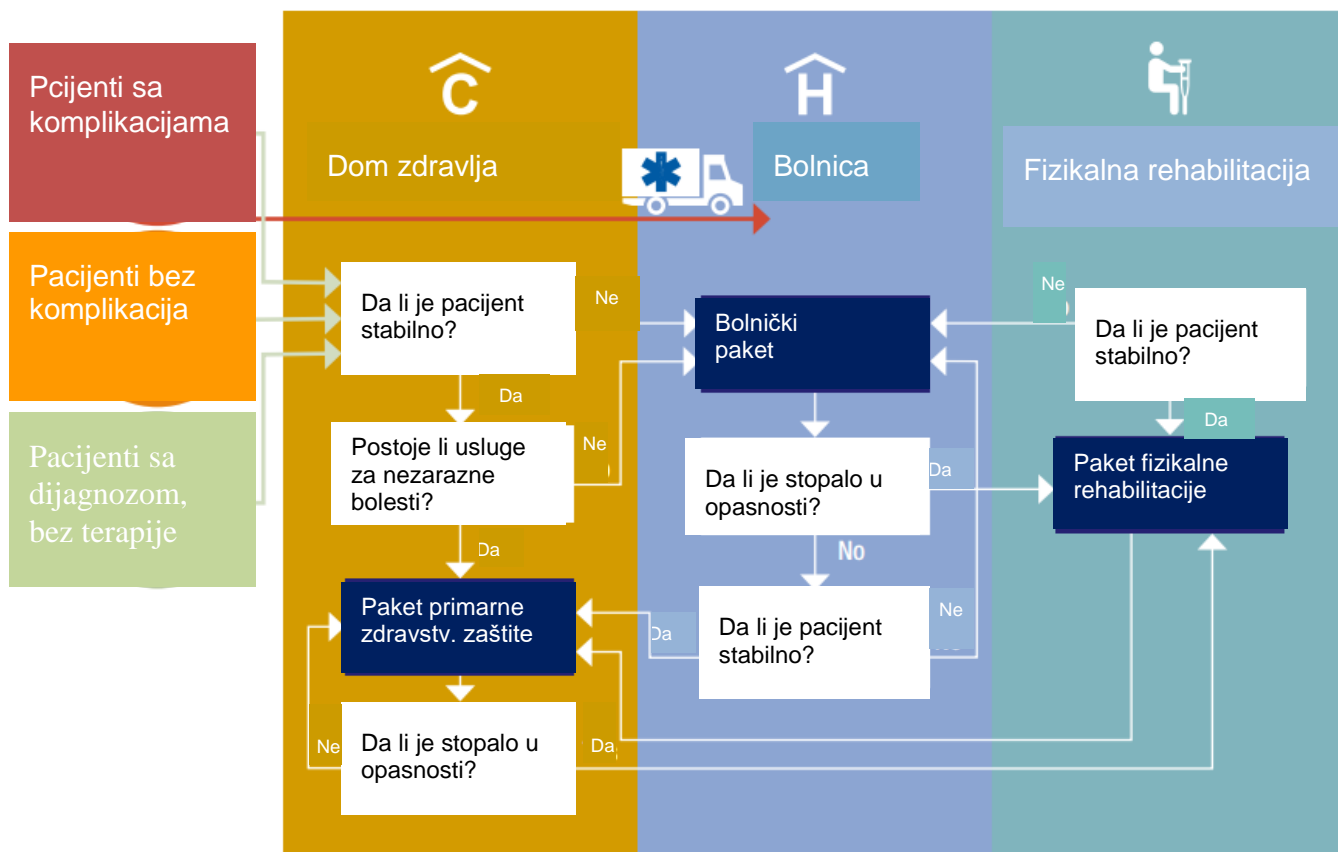 Pcijenti sa
komplikacijama
Pacijenti bez
komplikacija
Pacijenti sa
dijagnozom,
bez terapije
C
Dom zdravlja
Da li je pacijent
stabilno?
Ne
Da
Postoje li usluge
za nezarazne
bolesti?
Ne
Da
Paket primarne
zdravstv. zaštite
Da li je stopalo u
opasnosti?
Ne
Da
H
Bolnica
Bolnički
paket
Da li je stopalo u
opasnosti?
Da
No
Da li je pacijent
stabilno?
Da
Ne
Fizikalna rehabilitacija
Ne
Da li je pacijent
stabilno?
Da
Paket fizikalne
rehabilitacije